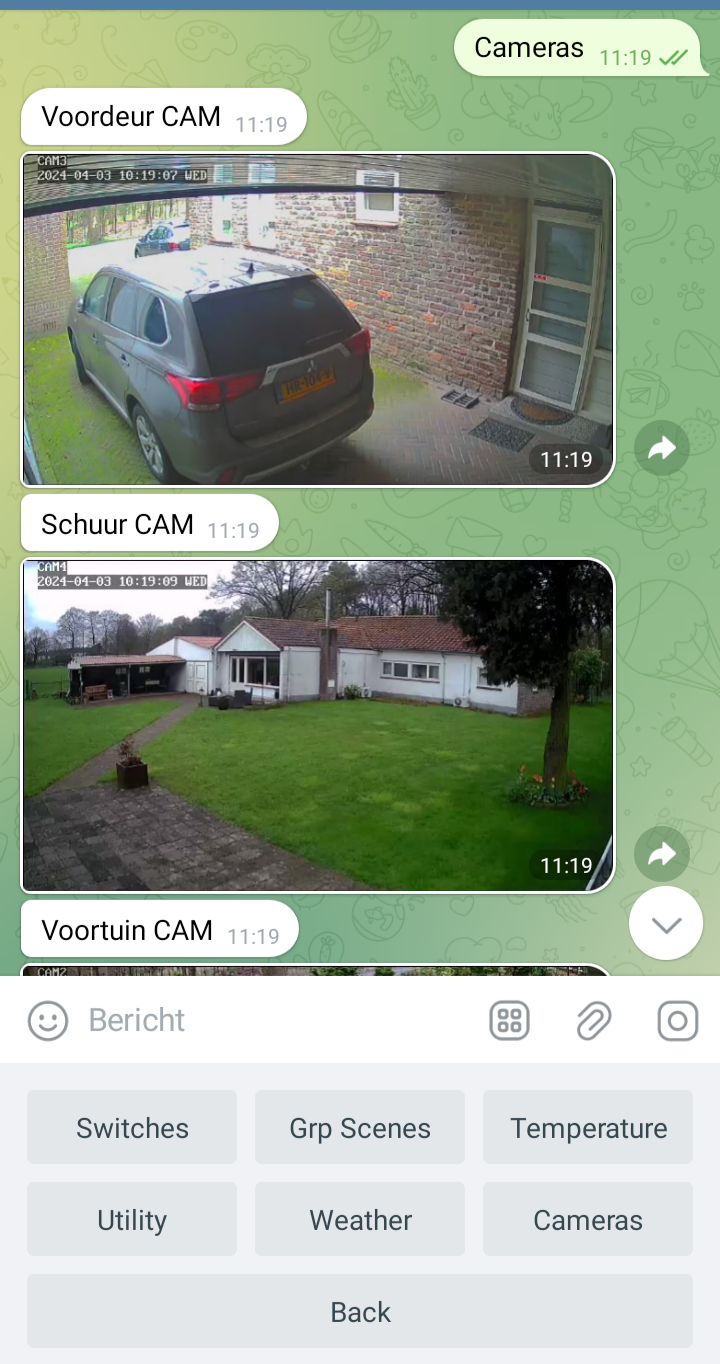 Cameras 11:19
Voordeur CAM 11:19
CAM3
2024-04-03 10:19:07 WED
11:19
Schuur CAM 11:19
CAM4
2024-04-03 10:19:09 WED
11:19
Voortuin CAM 11:19
CAM2
Bericht
Switches Grp Scenes Temperature
Utility Weather Cameras
Back